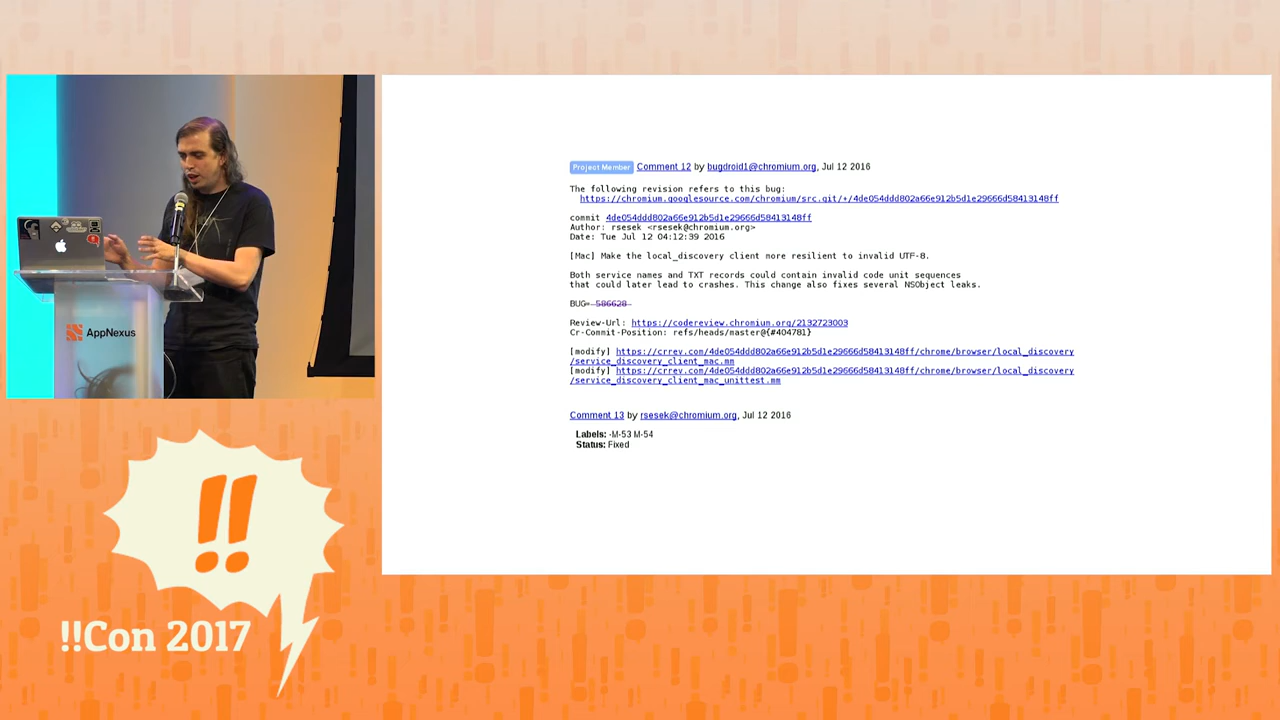 Project Member Comment 12 by bugdroid1@chromium.org, Jul 12 2016
The following revision refers to this bug:
https://chromium.googlesource.com/chromium/src.git/+/4de054ddd802a66e912b5d1e29666d58413148ff
commit 4de054ddd802a66e912b5d1e29666d58413148ff
Author: rsesek <rsesek@chromium.org>
Date: Tue Jul 12 04:12:39 2016
[Mac] Make the local_discovery client more resilient to invalid UTF-8.
Both service names and TXT records could contain invalid code unit sequences
that could later lead to crashes. This change also fixes several NSObject leaks.
BUG=586628
Review-Url: https://codereview.chromium.org/2132723003
Cr-Commit-Position: refs/heads/master@{#404781}
[modify] https://crrev.com/4de054ddd802a66e912b5d1e29666d58413148ff/chrome/browser/local_discovery
/service_discovery_client_mac.mm
[modify] https://crrev.com/4de054ddd802a66e912b5d1e29666d58413148ff/chrome/browser/local_discovery
/service_discovery_client_mac_unittest.mm
Comment 13 by rsesek@chromium.org, Jul 12 2016
Labels: -M-53 M-54
Status: Fixed
AppNexus
!!
!!Con 2017